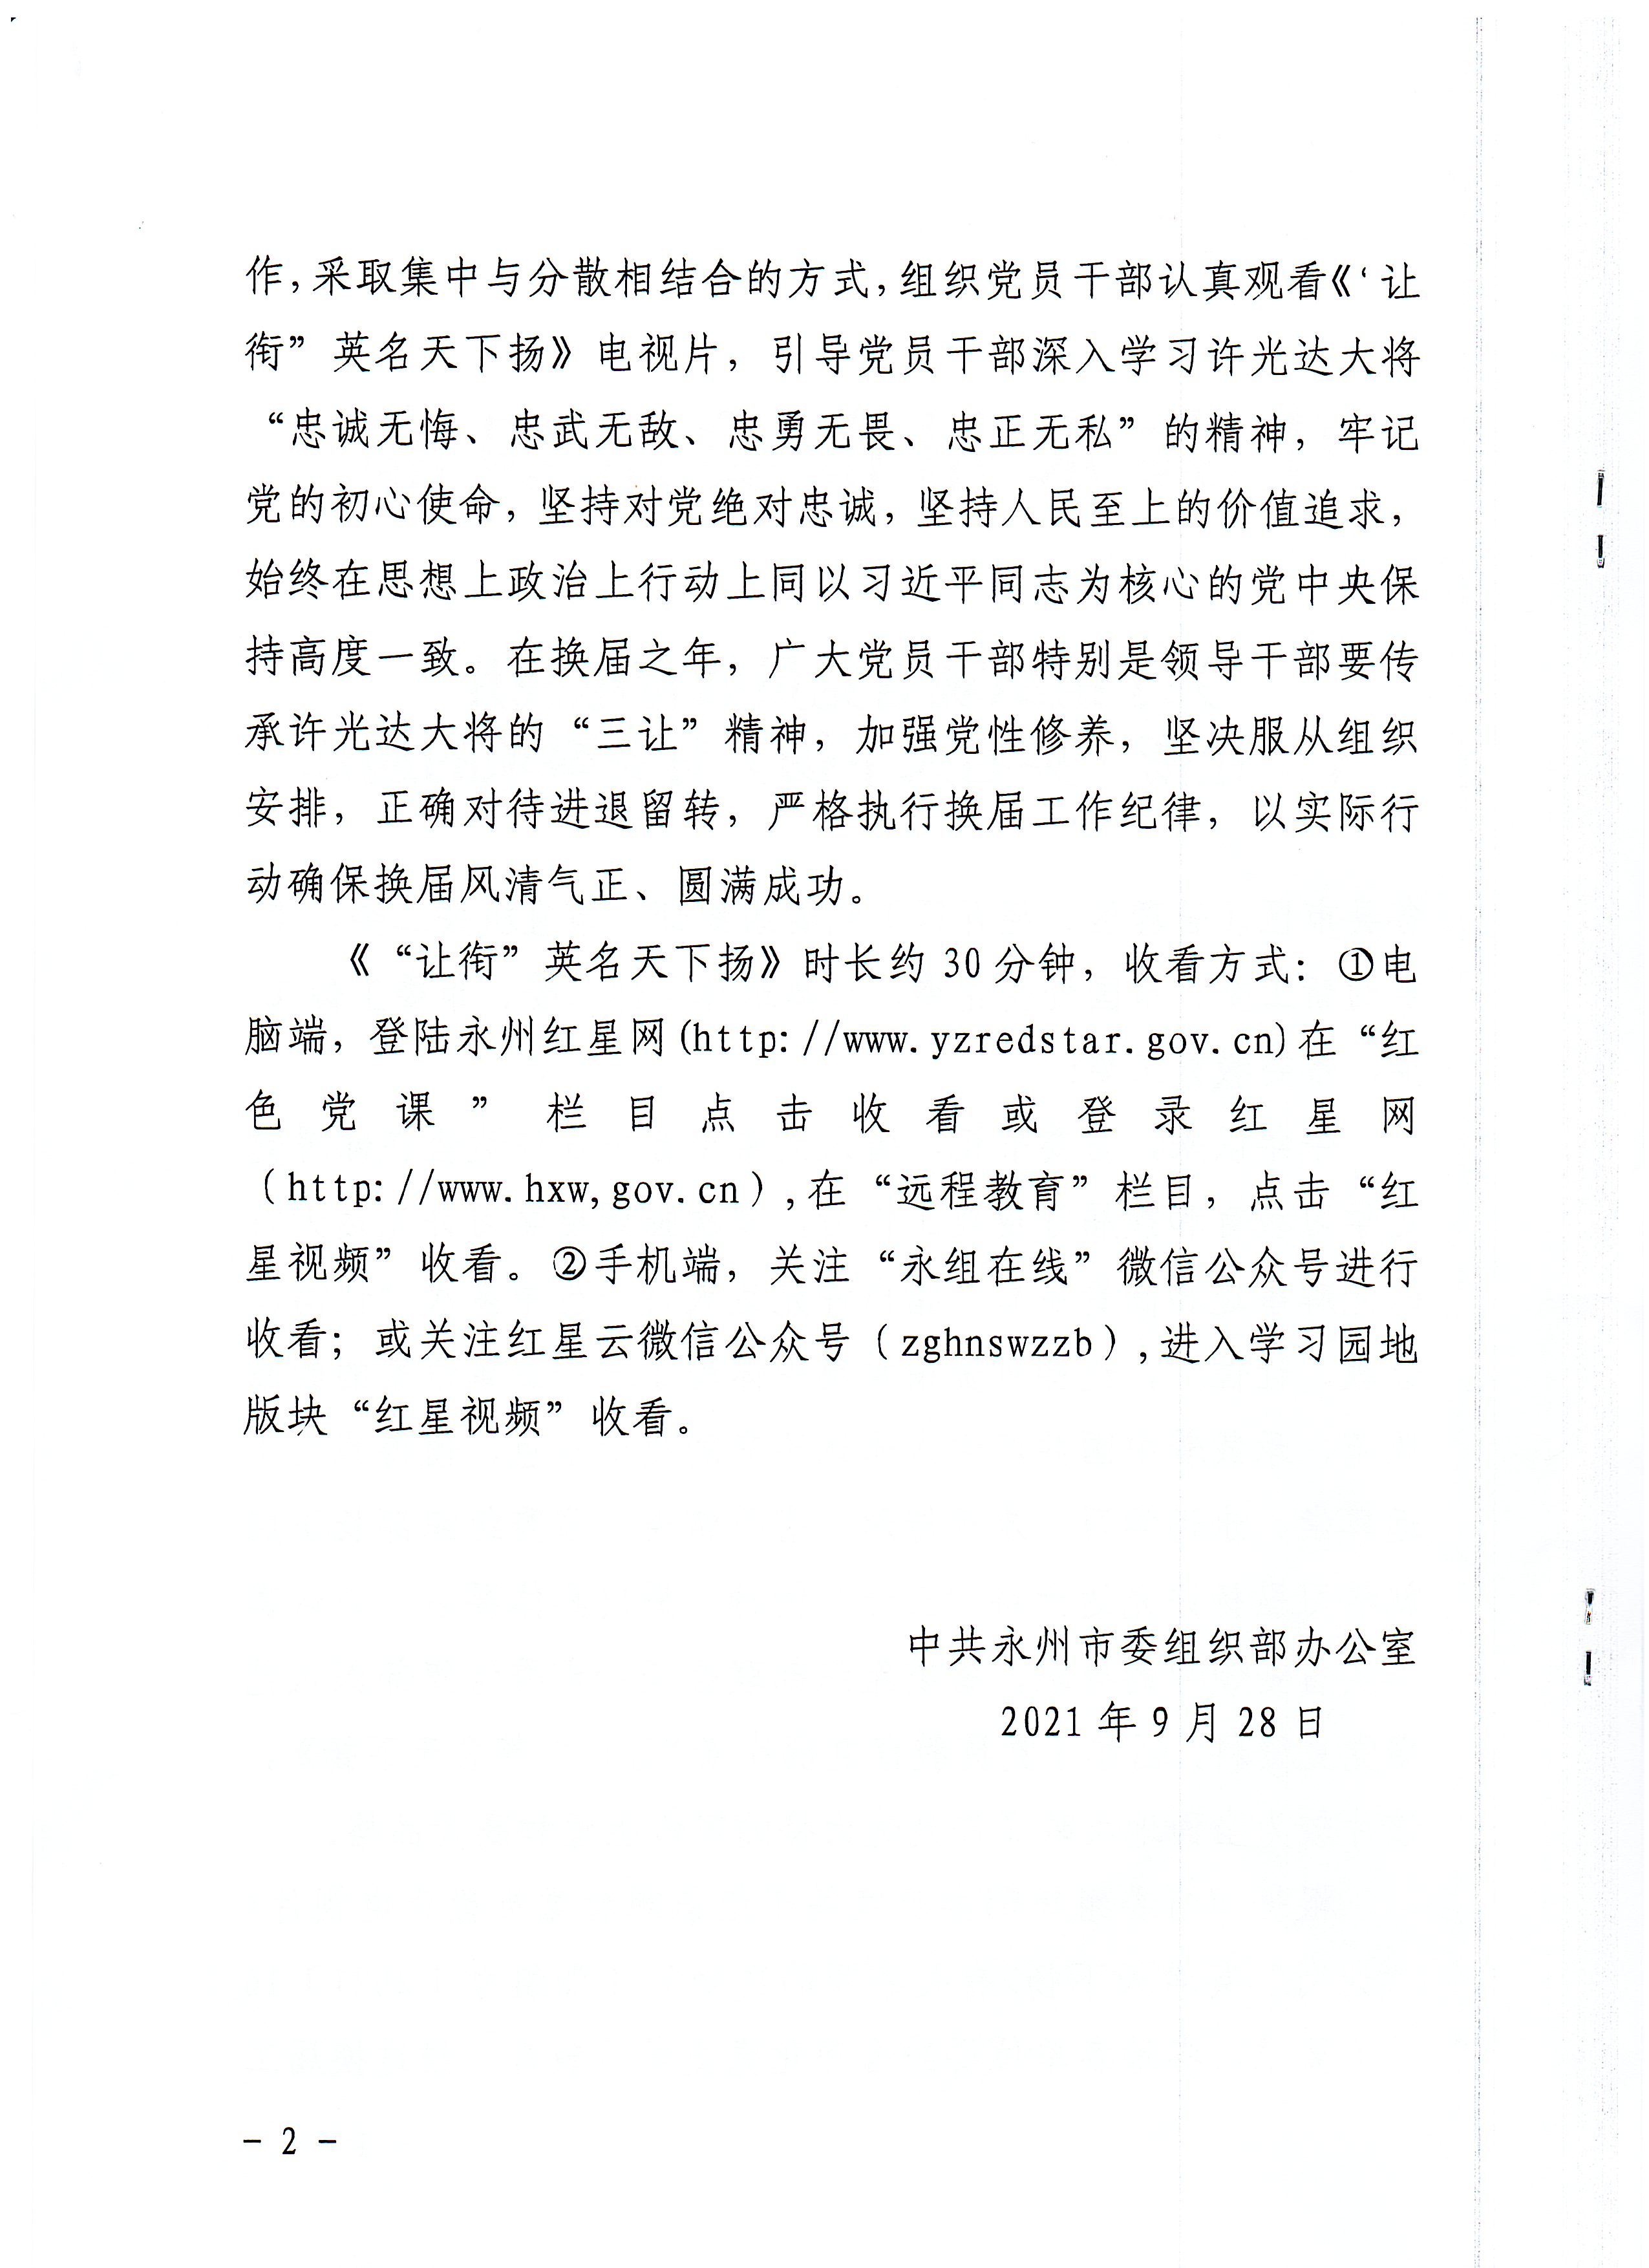 作,采取集中与分散相结合的方式,组织党员干部认真观看《‘让
衔”英名天下扬》电视片，引导党员干部深入学习许光达大将
“忠诚无悔、忠武无敌、忠勇无畏、忠正无私”的精神，牢记
党的初心使命，坚持对党绝对忠诚，坚持人民至上的价值追求，
始终在思想上政治上行动上同以习近平同志为核心的党中央保
持高度一致。在换届之年，广大党员干部特别是领导干部要传
承许光达大将的“三让”精神，加强党性修养，坚决服从组织
安排，正确对待进退留转，严格执行换届工作纪律，以实际行
动确保换届风清气正、圆满成功。
《“让衔”英名天下扬》时长约 30 分钟，收看方式：①电
脑端，登陆永州红星网(http://www.yzredstar.gov.cn)在“红
色党课”栏目点击收看或登录红星网
（http://www.hxw,gov.cn）,在“远程教育”栏目，点击“红
星视频”收看。②手机端，关注“永组在线”微信公众号进行
收看；或关注红星云微信公众号（zghnswzzb）,进入学习园地
版块“红星视频”收看。
中共永州市委组织部办公室
2021 年 9 月 28 日
- 2 -